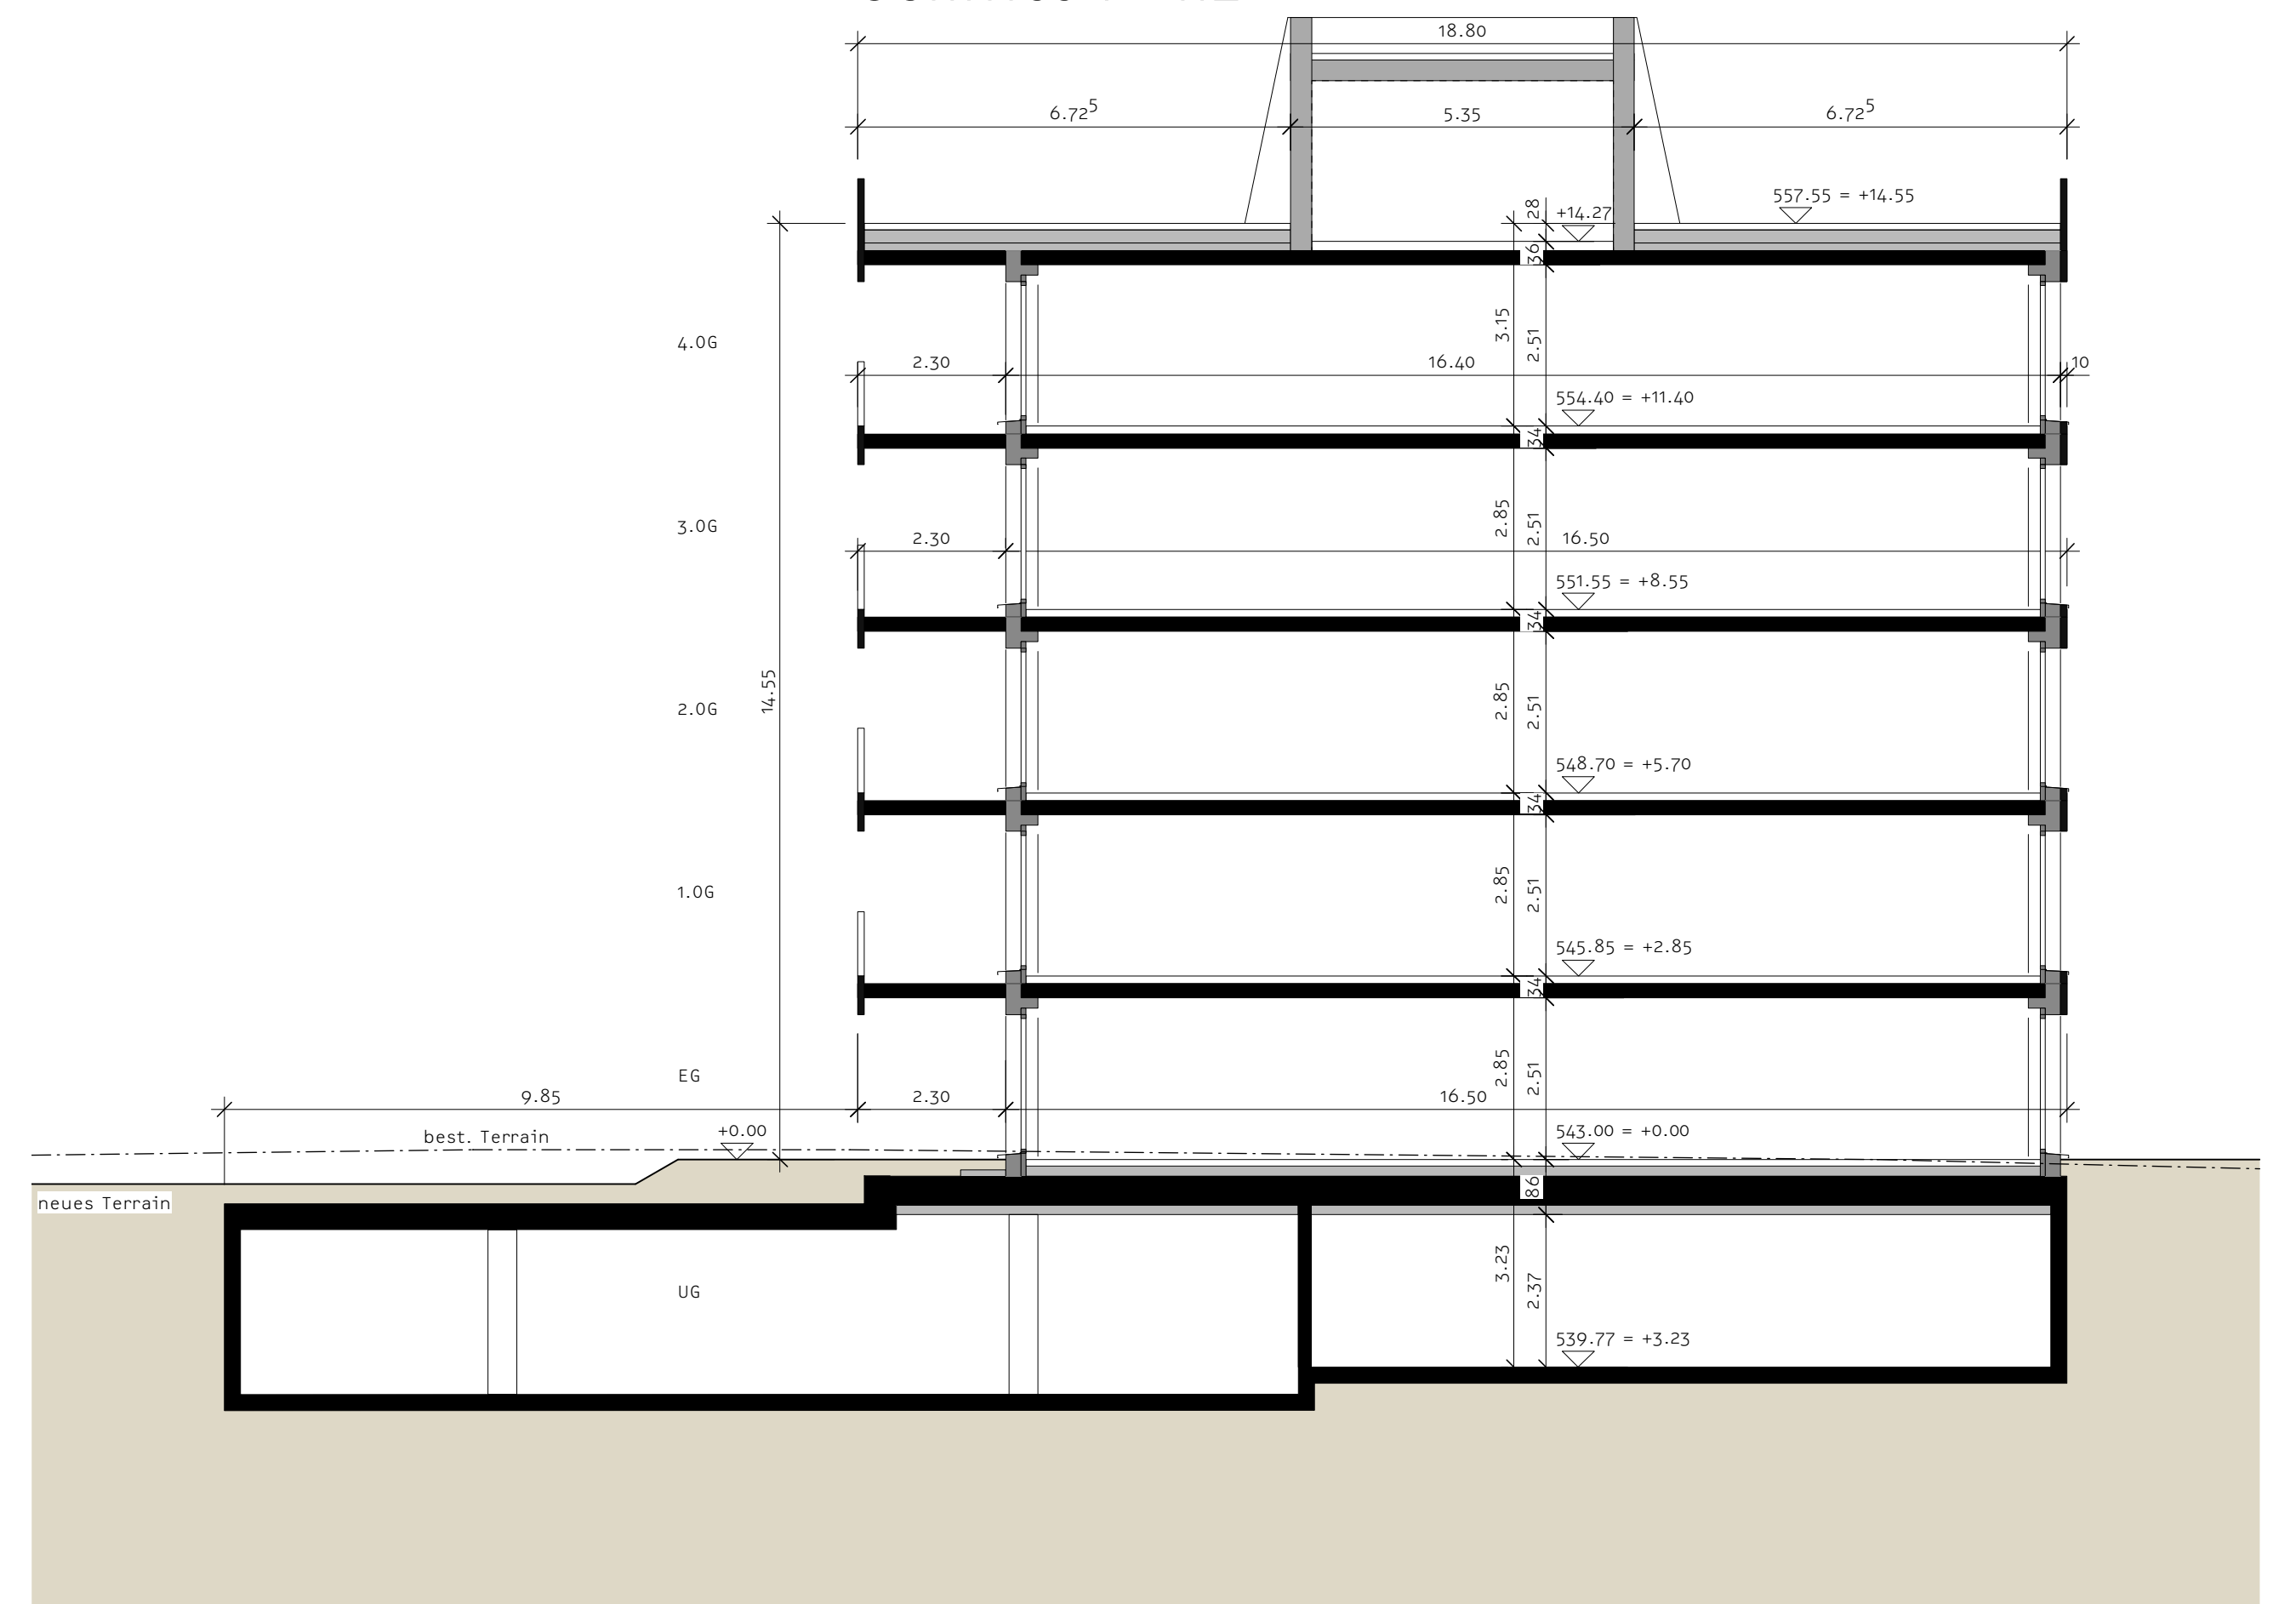 18.80
6.72⁵ 5.35 6.72⁵
557.55 = +14.55
28 +14.27
36
4.OG
3.15 2.51
2.30 16.40 10
554.40 = +11.40
34
3.OG
2.85 2.51
2.30 16.50
551.55 = +8.55
34
14.55
2.OG
2.85 2.51
548.70 = +5.70
34
1.OG
2.85 2.51
545.85 = +2.85
34
EG
2.85 2.51
9.85 2.30 16.50
best. Terrain +0.00 543.00 = +0.00
neues Terrain
86
UG
3.23 2.37
539.77 = +3.23